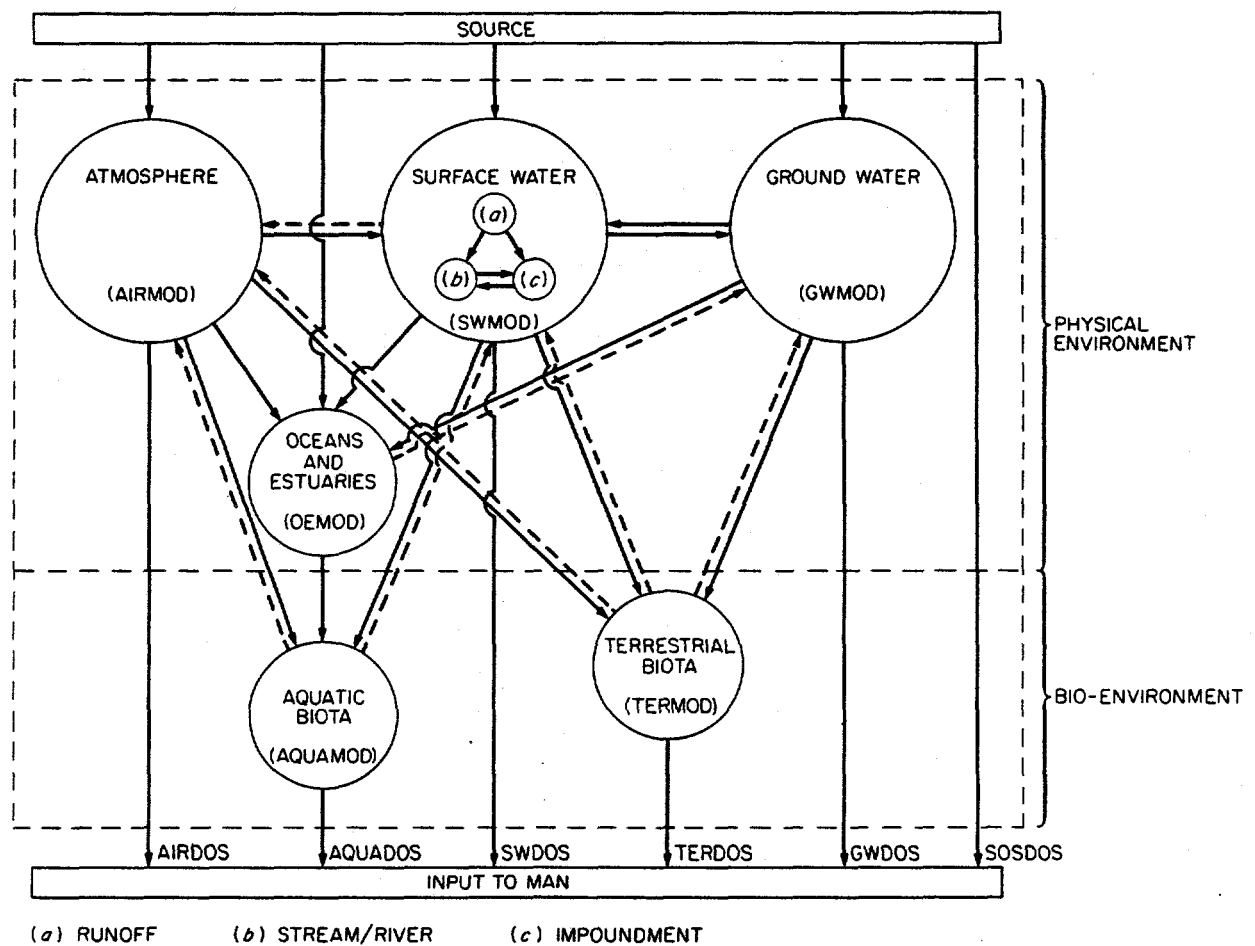 SOURCE
ATMOSPHERE
(AIRMOD)
SURFACE WATER
(a)
(b)
(c)
(SWMOD)
GROUND WATER
(GWMOD)
PHYSICAL
ENVIRONMENT
OCEANS
AND
ESTUARIES
(OEMOD)
TERRESTRIAL
BIOTA
(TERMOD)
AQUATIC
BIOTA
(AQUAMOD)
BIO-ENVIRONMENT
AIRDOS
AQUADOS
SWDOS
TERDOS
GWDOS
SOSDOS
INPUT TO MAN
(a) RUNOFF
(b) STREAM/RIVER
(c) IMPOUNDMENT